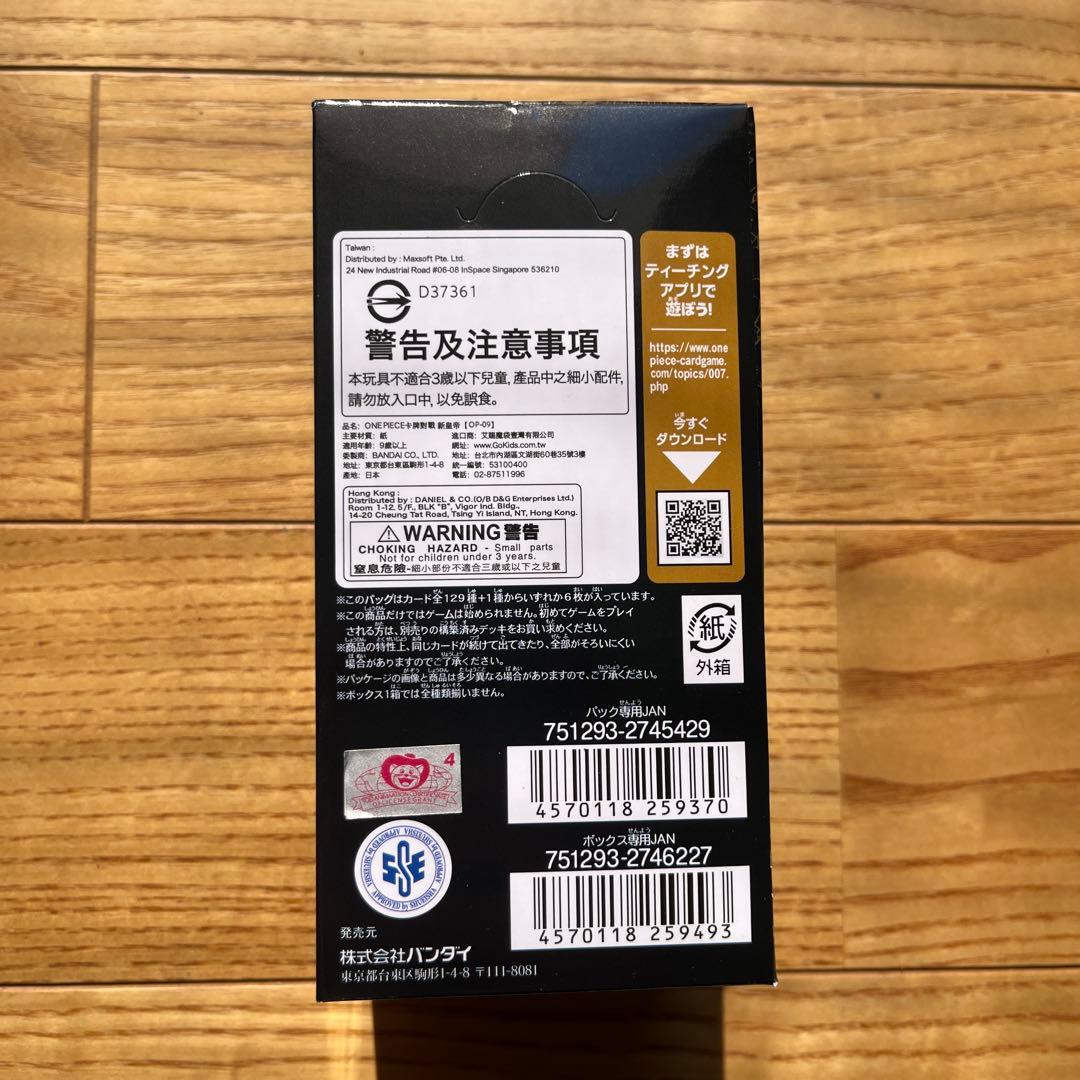 Taiwan :
Distributed by : Maxsoft Pte. Ltd.
24 New Industrial Road #06-08 InSpace Singapore 536210
D37361
警告及注意事項
本玩具不適合3歲以下兒童, 產品中之細小配件,
請勿放入口中, 以免誤食。
品名: ONE PIECE卡牌對戰 新皇帝【OP-09】
主要材質: 紙
適用年齡: 9歲以上
委製商: BANDAI CO., LTD.
地址: 東京都台東區駒形1-4-8
產地: 日本
進口商: 艾賜魔袋臺灣有限公司
網址: www.GoKids.com.tw
地址: 台北市內湖區文湖街60巷35號3樓
統一編號: 53100400
電話: 02-87511996
Hong Kong :
Distributed by : DANIEL & CO.(O/B D&G Enterprises Ltd.)
Room 1-12. 5/F., BLK "B", Vigor Ind. Bldg.,
14-20 Cheung Tat Road, Tsing Yi Island, NT, Hong Kong.
WARNING 警告
CHOKING HAZARD - Small parts
Not for children under 3 years.
窒息危險-細小部份不適合三歲或以下之兒童
まずは
ティーチング
アプリで
遊ぼう!
https://www.one
piece-cardgame.
com/topics/007.
php
今すぐ
ダウンロード
※このパックはカード全129種+1種からいずれか6枚が入っています。
※この商品だけではゲームは始められません。初めてゲームをプレイ
される方は、別売りの構築済みデッキをお買い求めください。
※商品の特性上、同じカードが続けて出てきたり、全部がそろいにくい
場合がありますのでご了承ください。
※パッケージの画像と商品は多少異なる場合がありますので、ご了承ください。
※ボックス1箱では全種類揃いません。
紙
外箱
パック専用JAN
751293-2745429
4570118 259370
ボックス専用JAN
751293-2746227
4570118 259493
4
APPROVED by SHUEISHA
発売元
株式会社バンダイ
東京都台東区駒形1-4-8 〒111-8081